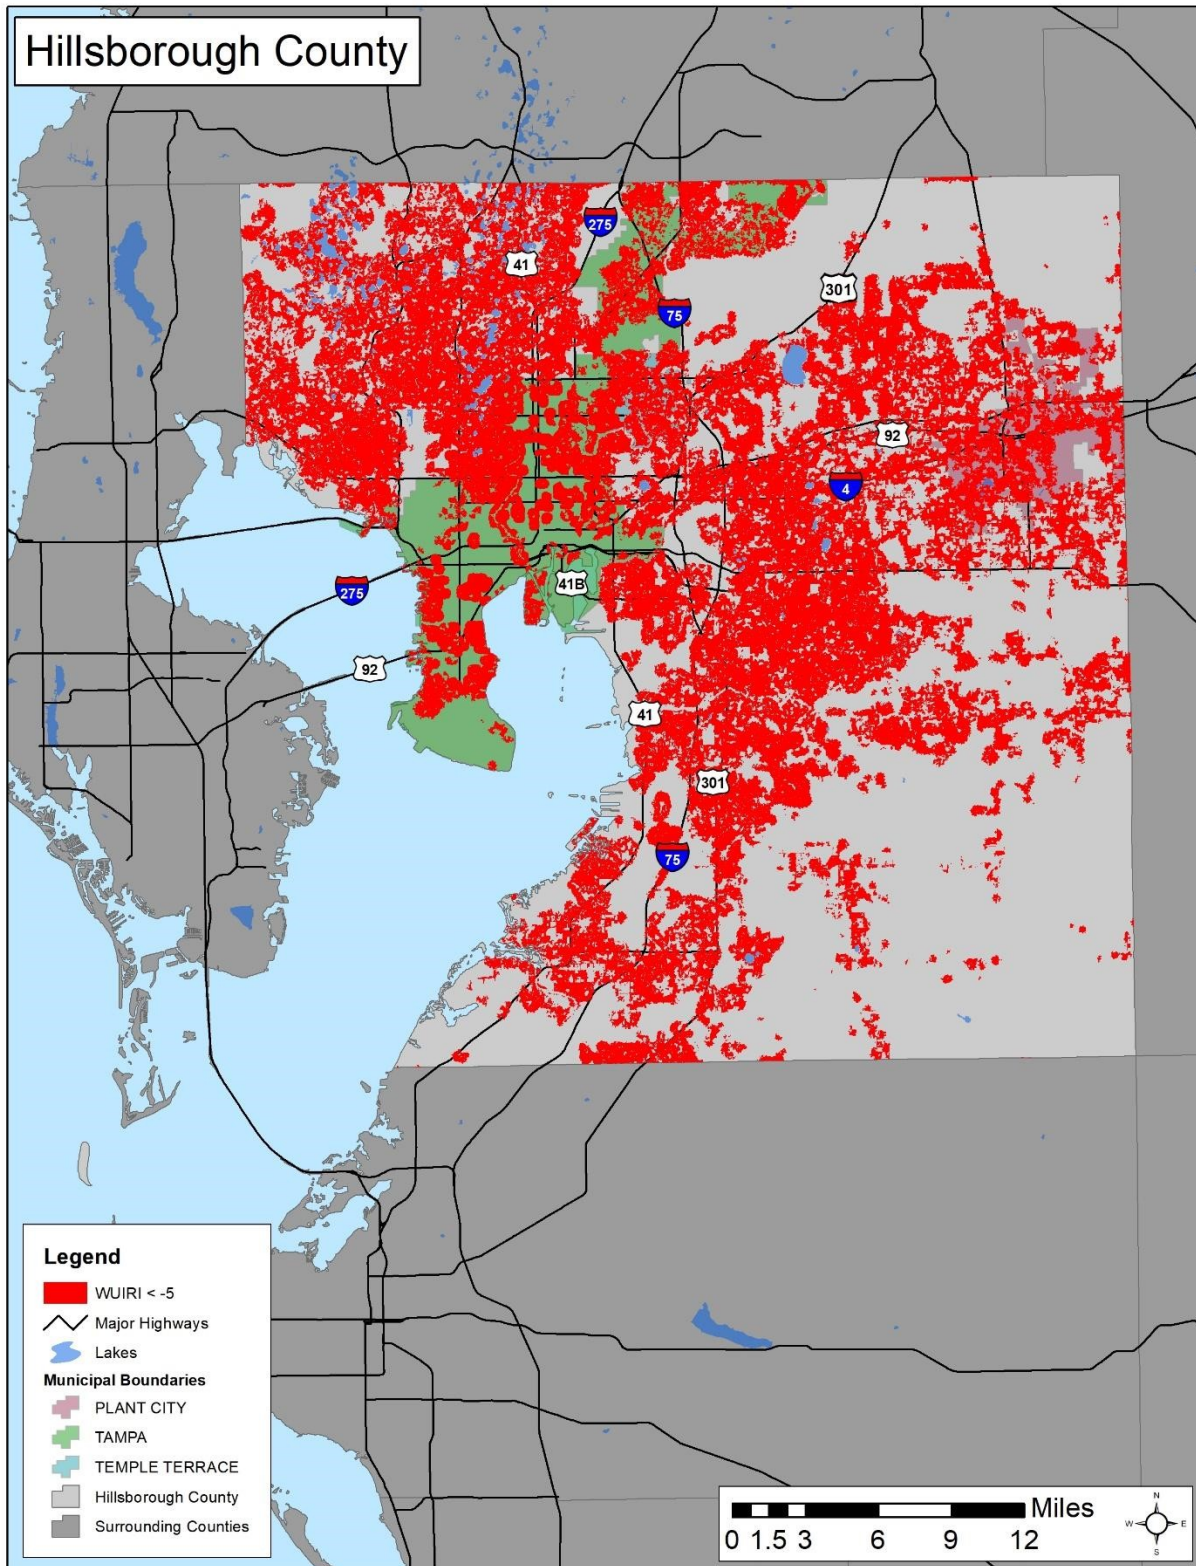 Hillsborough County
275
41
301
75
92
4
41B
275
92
41
301
75
Legend
WUIRI < -5
Major Highways
Lakes
Municipal Boundaries
PLANT CITY
TAMPA
TEMPLE TERRACE
Hillsborough County
Surrounding Counties
Miles
0 1.5 3 6 9 12
N
W E
S